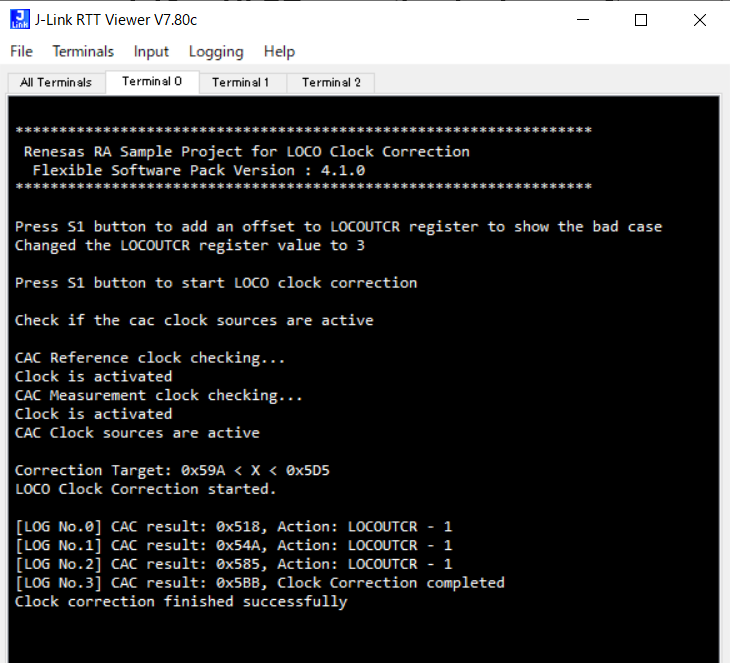 J-Link RTT Viewer V7.80c
File Terminals Input Logging Help
All Terminals Terminal 0 Terminal 1 Terminal 2
******************************************************************
Renesas RA Sample Project for LOCO Clock Correction
Flexible Software Pack Version : 4.1.0
******************************************************************
Press S1 button to add an offset to LOCOUTCR register to show the bad case
Changed the LOCOUTCR register value to 3
Press S1 button to start LOCO clock correction
Check if the cac clock sources are active
CAC Reference clock checking...
Clock is activated
CAC Measurement clock checking...
Clock is activated
CAC Clock sources are active
Correction Target: 0x59A < X < 0x5D5
LOCO Clock Correction started.
[LOG No.0] CAC result: 0x518, Action: LOCOUTCR - 1
[LOG No.1] CAC result: 0x54A, Action: LOCOUTCR - 1
[LOG No.2] CAC result: 0x585, Action: LOCOUTCR - 1
[LOG No.3] CAC result: 0x5BB, Clock Correction completed
Clock correction finished successfully